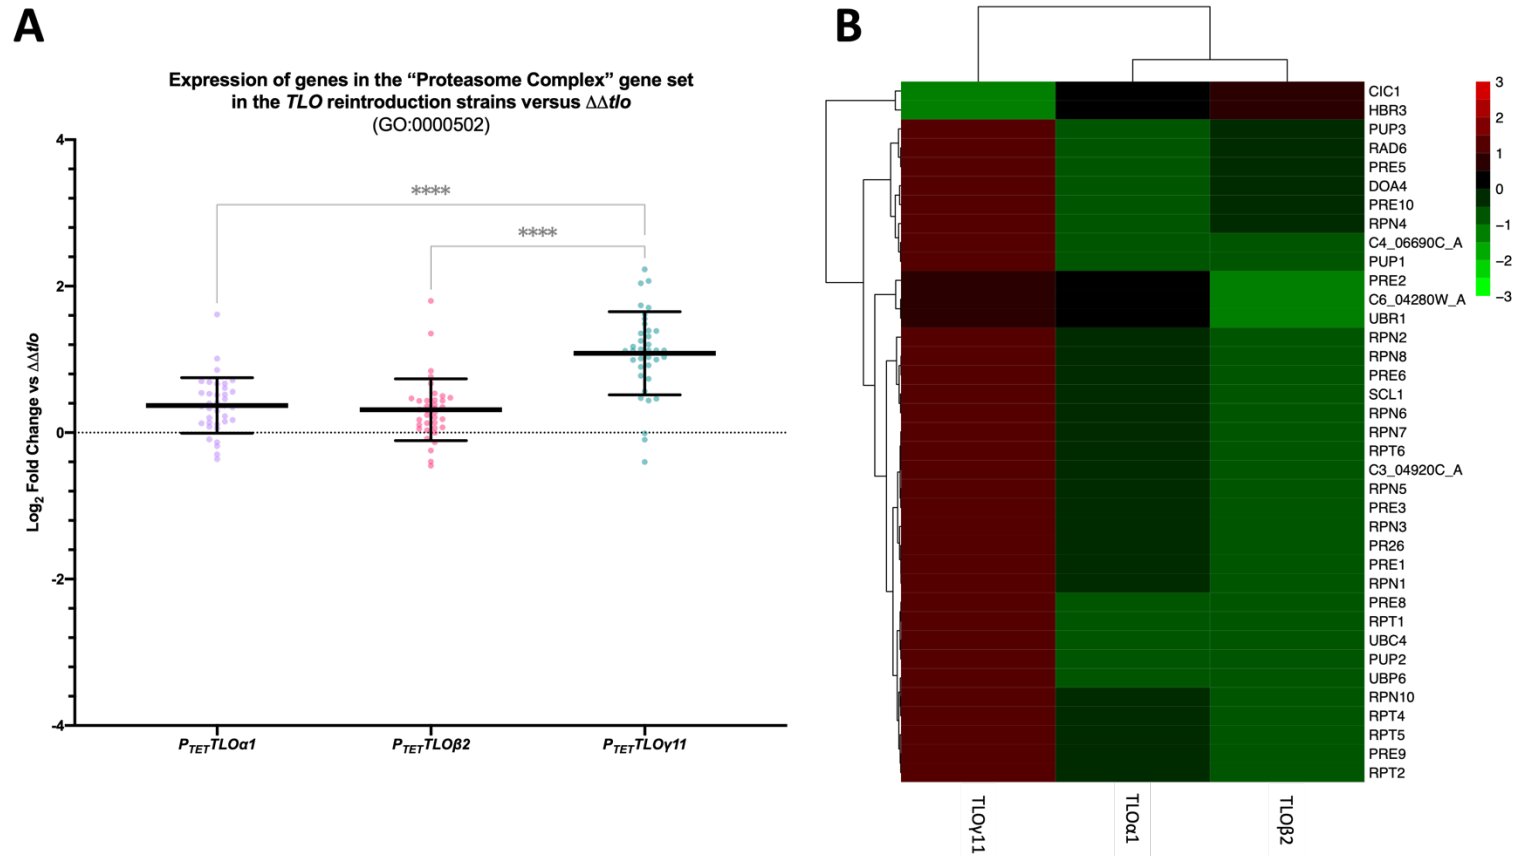 A
Expression of genes in the “Proteasome Complex” gene set
in the TLO reintroduction strains versus ΔΔtlo
(GO:0000502)
4
2
0
-2
-4
Log2 Fold Change vs ΔΔtlo
****
****
PTETTLOα1
PTETTLOβ2
PTETTLOγ11
B
CIC1
HBR3
PUP3
RAD6
PRE5
DOA4
PRE10
RPN4
C4_06690C_A
PUP1
PRE2
C6_04280W_A
UBR1
RPN2
RPN8
PRE6
SCL1
RPN6
RPN7
RPT6
C3_04920C_A
RPN5
PRE3
RPN3
PR26
PRE1
RPN1
PRE8
RPT1
UBC4
PUP2
UBP6
RPN10
RPT4
RPT5
PRE9
RPT2
3
2
1
0
−1
−2
−3
TLOγ11
TLOα1
TLOβ2